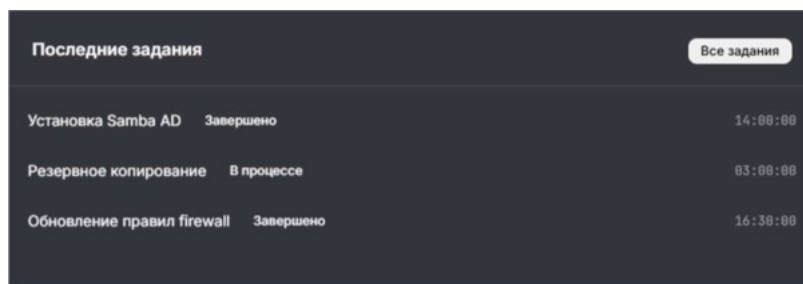 Последние задания
Все задания
Установка Samba AD Завершено 14:00:00
Резервное копирование В процессе 03:00:00
Обновление правил firewall Завершено 16:30:00